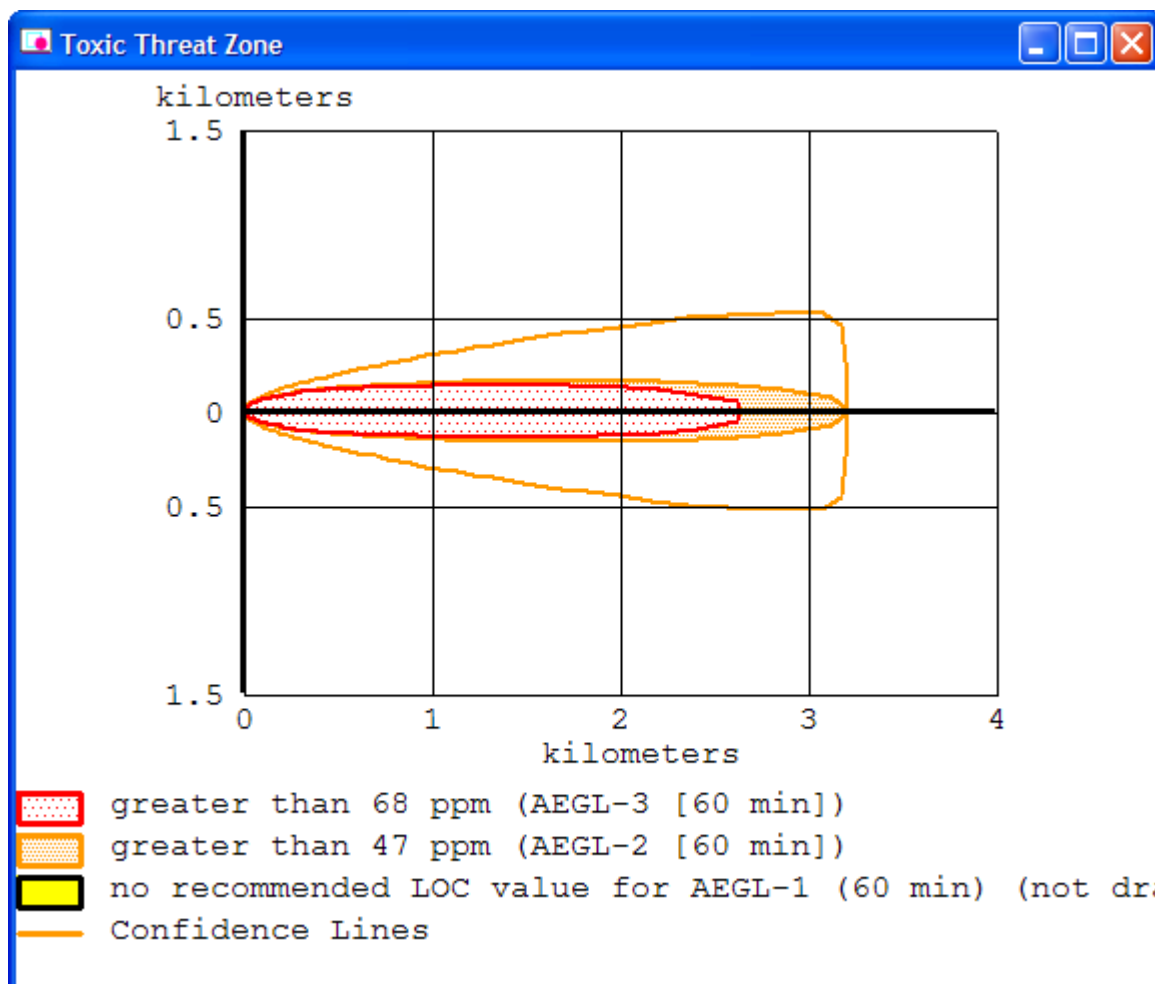 Toxic Threat Zone
kilometers
1.5
0.5
0
0.5
1.5
0 1 2 3 4
kilometers
greater than 68 ppm (AEGL-3 [60 min])
greater than 47 ppm (AEGL-2 [60 min])
no recommended LOC value for AEGL-1 (60 min) (not
Confidence Lines